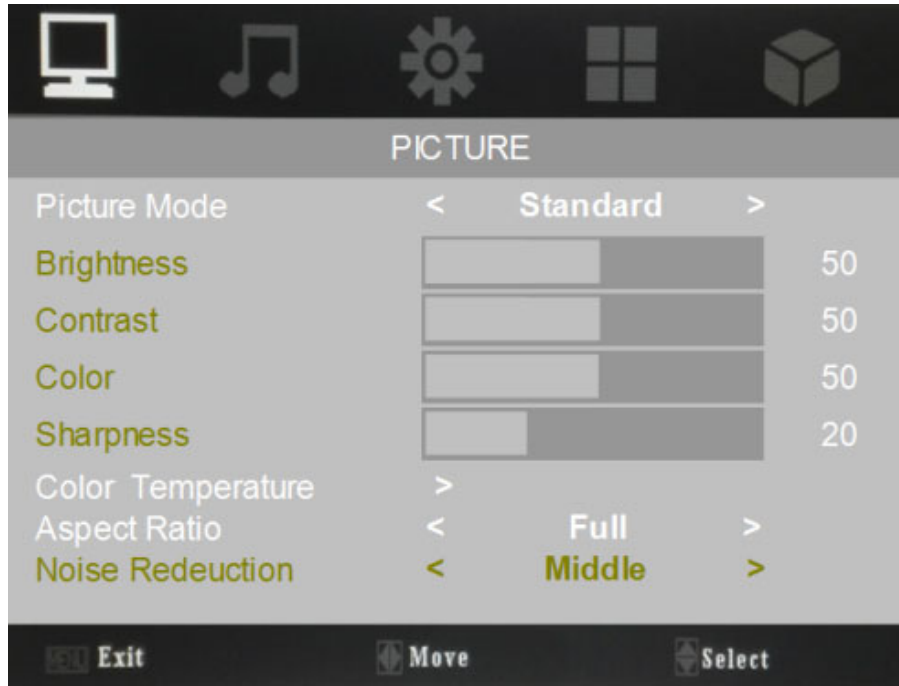 PICTURE
Picture Mode < Standard >
Brightness 50
Contrast 50
Color 50
Sharpness 20
Color Temperature >
Aspect Ratio < Full >
Noise Redeuction < Middle >
MENU Exit Move Select